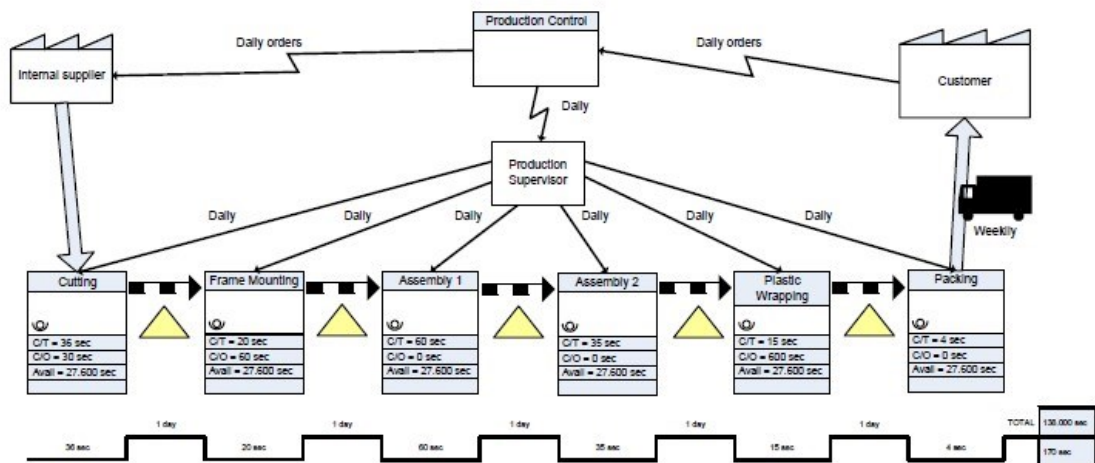 Production Control
Daily orders
Daily orders
Internal supplier
Customer
Daily
Production
Supervisor
Daily
Daily
Daily
Daily
Daily
Daily
Weekly
Cutting
Frame Mounting
Assembly 1
Assembly 2
Plastic
Wrapping
Packing
C/T = 36 sec
C/O = 30 sec
Avail = 27.600 sec
C/T = 20 sec
C/O = 60 sec
Avail = 27.600 sec
C/T = 60 sec
C/O = 0 sec
Avail = 27.600 sec
C/T = 35 sec
C/O = 0 sec
Avail = 27.600 sec
C/T = 15 sec
C/O = 600 sec
Avail = 27.600 sec
C/T = 4 sec
C/O = 0 sec
Avail = 27.600 sec
1 day
1 day
1 day
1 day
1 day
TOTAL
138.000 sec
36 sec
20 sec
60 sec
35 sec
15 sec
4 sec
170 sec